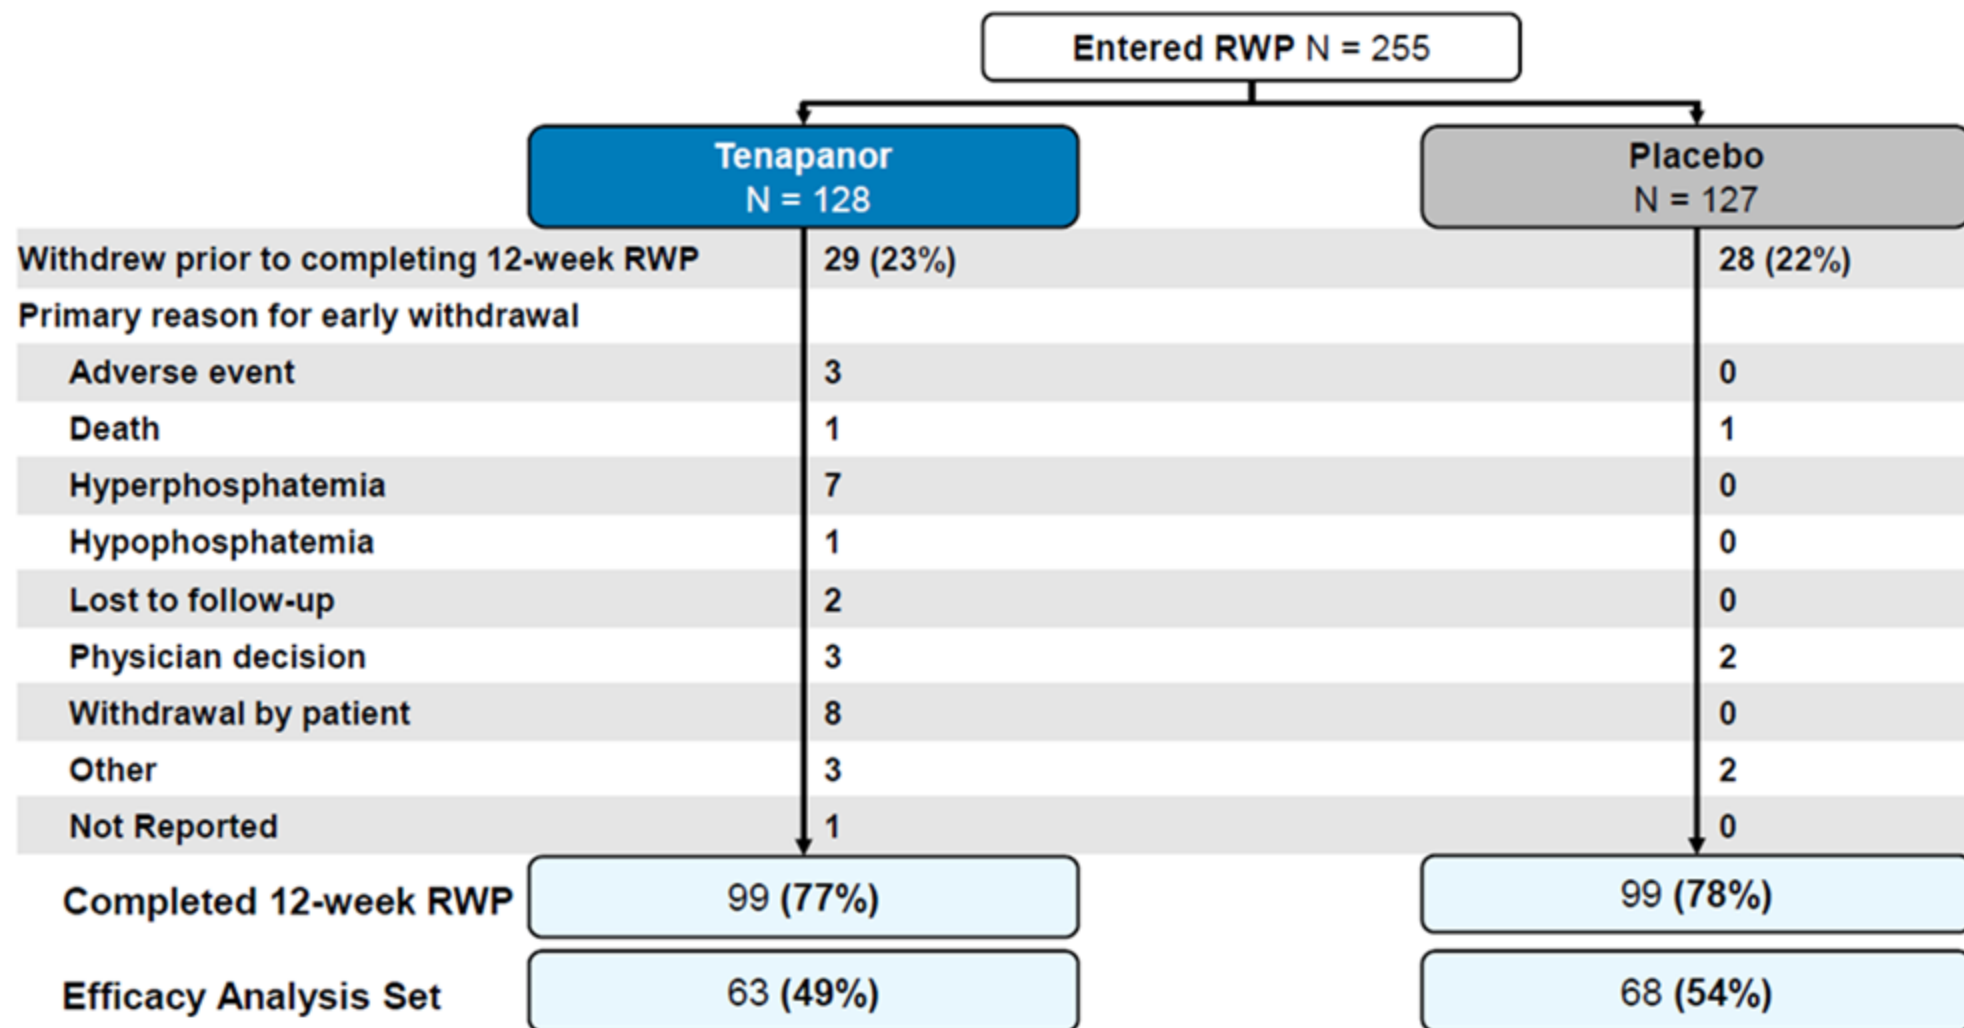 Entered RWP N = 255
Tenapanor
N = 128
Placebo
N = 127
Withdrew prior to completing 12-week RWP 29 (23%) 28 (22%)
Primary reason for early withdrawal
Adverse event 3 0
Death 1 1
Hyperphosphatemia 7 0
Hypophosphatemia 1 0
Lost to follow-up 2 0
Physician decision 3 2
Withdrawal by patient 8 0
Other 3 2
Not Reported 1 0
Completed 12-week RWP 99 (77%) 99 (78%)
Efficacy Analysis Set 63 (49%) 68 (54%)